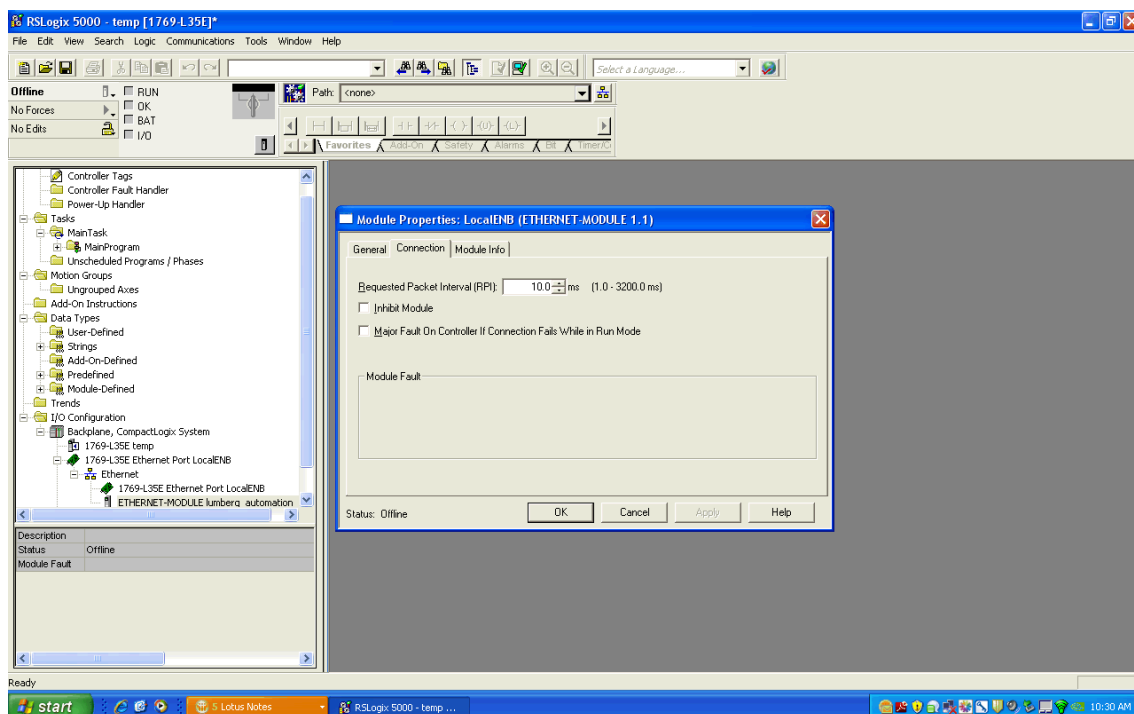 RSLogix 5000 - temp [1769-L35E]*
File Edit View Search Logic Communications Tools Window Help
Select a Language...
Offline
RUN
Path: <none>
No Forces
OK
No Edits
BAT
I/O
Favorites Add-On Safety Alarms Bit Timer/C
Controller Tags
Controller Fault Handler
Power-Up Handler
Tasks
MainTask
MainProgram
Unscheduled Programs / Phases
Motion Groups
Ungrouped Axes
Add-On Instructions
Data Types
User-Defined
Strings
Add-On-Defined
Predefined
Module-Defined
Trends
I/O Configuration
Backplane, CompactLogix System
1769-L35E temp
1769-L35E Ethernet Port LocalENB
Ethernet
1769-L35E Ethernet Port LocalENB
ETHERNET-MODULE lumberg_automation
Description
Status Offline
Module Fault
Module Properties: LocalENB (ETHERNET-MODULE 1.1)
General Connection Module Info
Requested Packet Interval (RPI): 10.0 ms (1.0 - 3200.0 ms)
Inhibit Module
Major Fault On Controller If Connection Fails While in Run Mode
Module Fault
Status: Offline OK Cancel Apply Help
Ready
start 5 Lotus Notes RSLogix 5000 - temp ... 10:30 AM